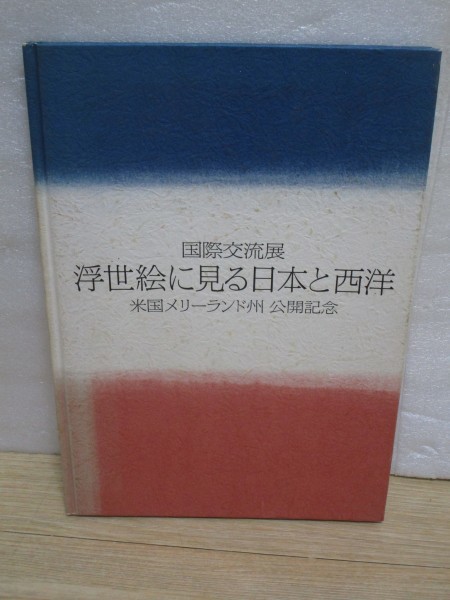 国際交流展
浮世絵に見る日本と西洋
米国メリーランド州 公開記念